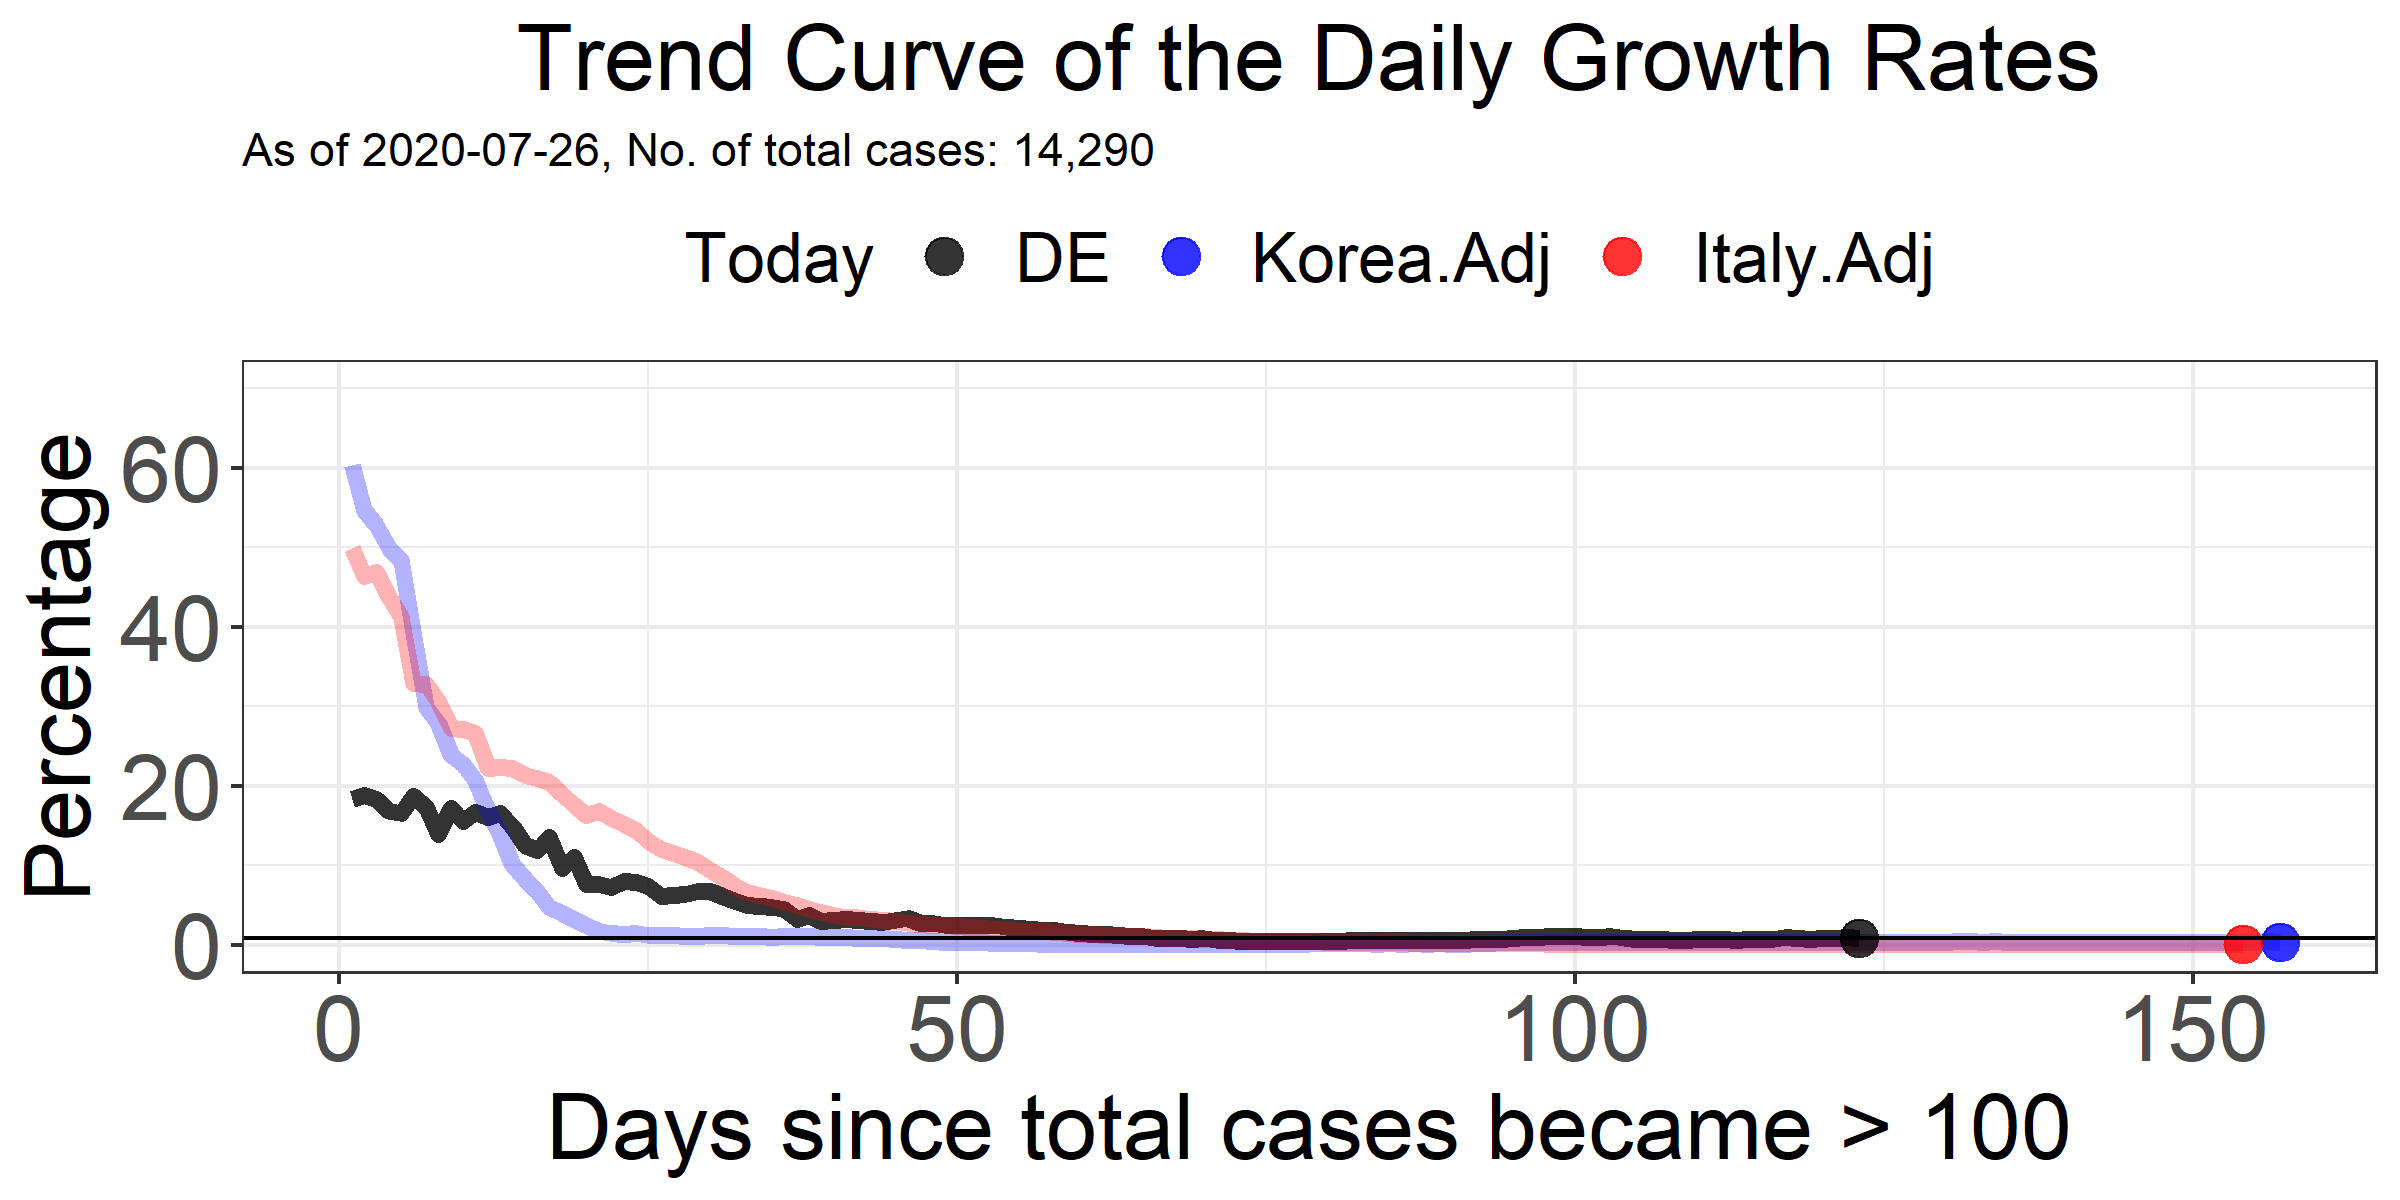 Trend Curve of the Daily Growth Rates
As of 2020-07-26, No. of total cases: 14,290
Today DE Korea.Adj Italy.Adj
Percentage
60
40
20
0
0 50 100 150
Days since total cases became > 100